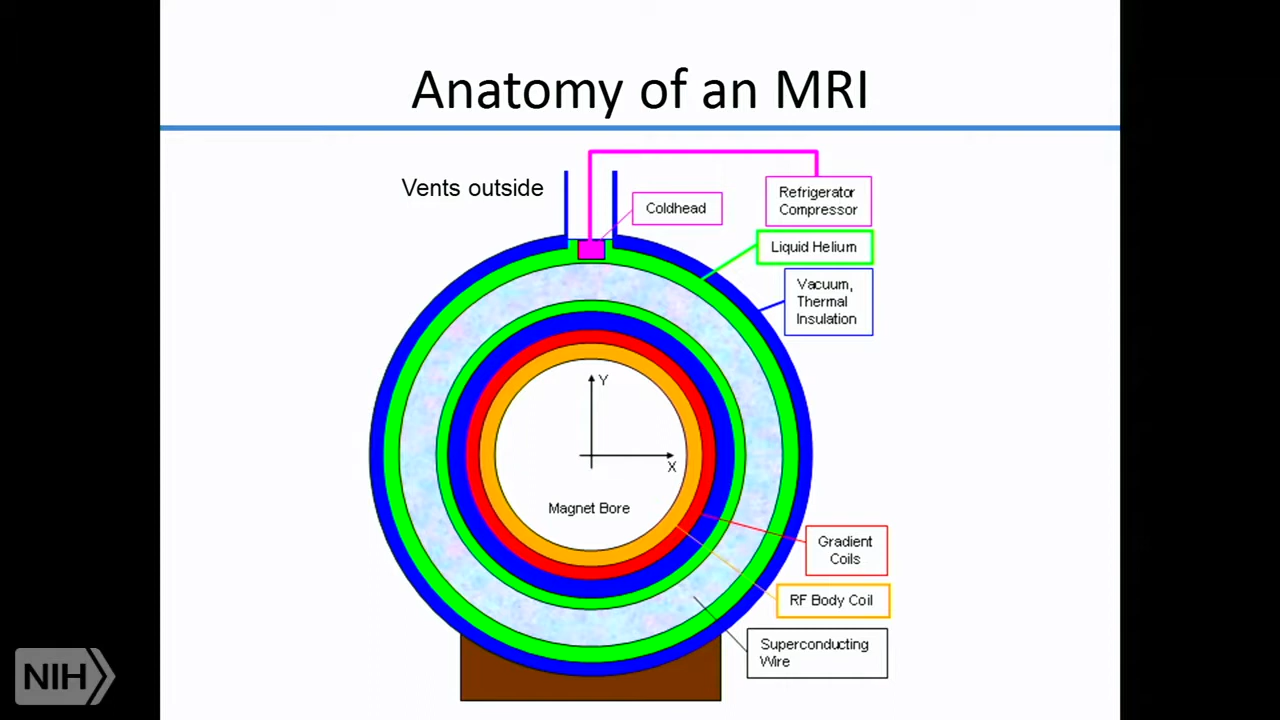 Anatomy of an MRI
Vents outside
Coldhead
Refrigerator
Compressor
Liquid Helium
Vacuum,
Thermal
Insulation
Y
X
Magnet Bore
Gradient
Coils
RF Body Coil
Superconducting
Wire
NIH